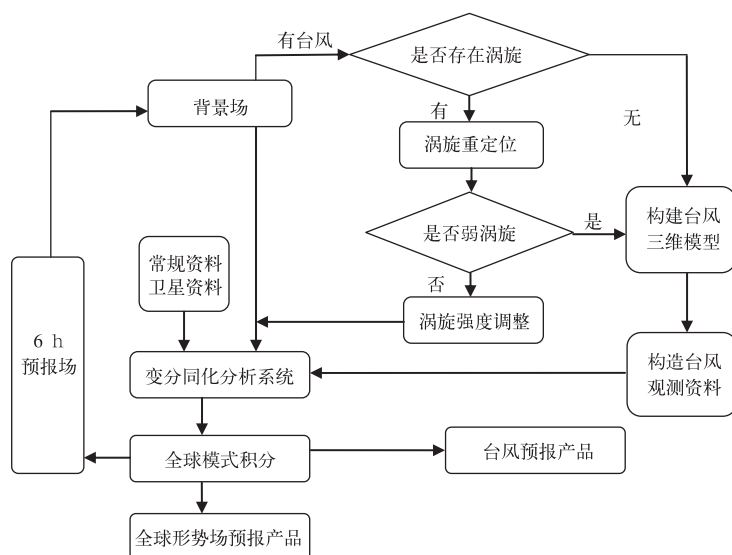 有台风
是否存在涡旋
背景场
有
无
涡旋重定位
构建台风
三维模型
是否弱涡旋
是
常规资料
卫星资料
否
6 h
预报场
涡旋强度调整
构造台风
观测资料
变分同化分析系统
全球模式积分
台风预报产品
全球形势场预报产品